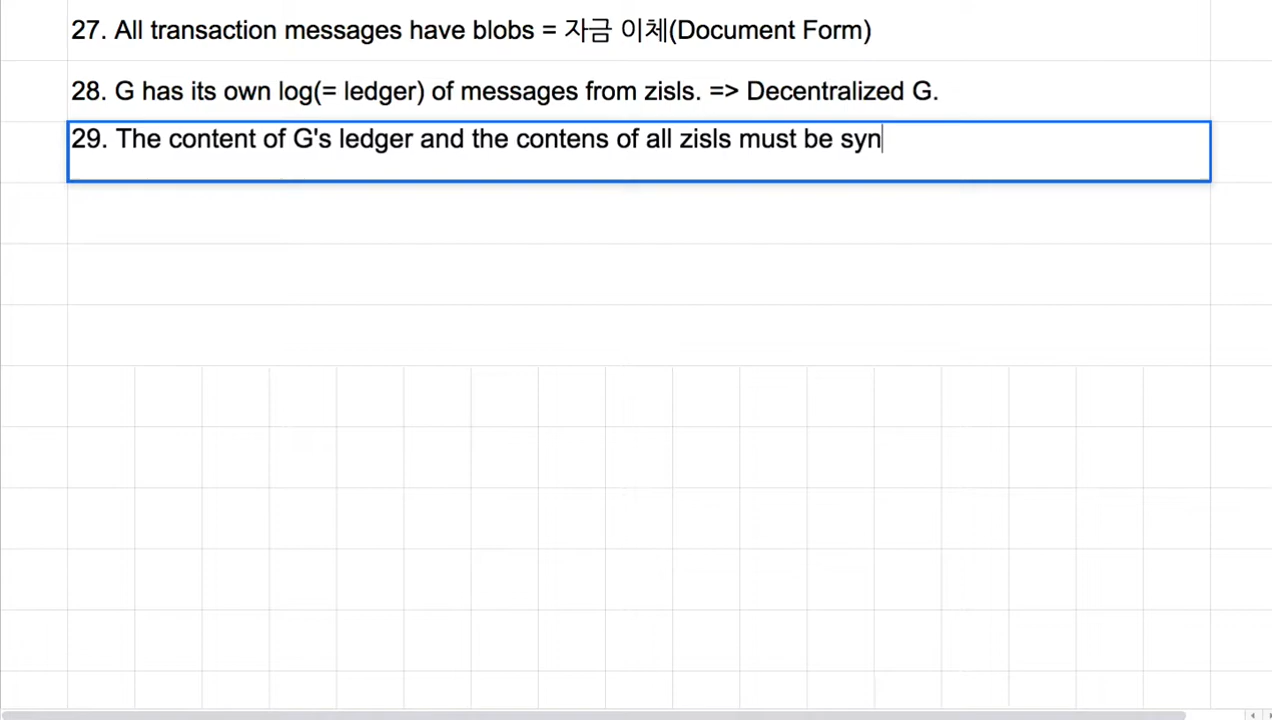 27. All transaction messages have blobs = 자금 이체(Document Form)
28. G has its own log(= ledger) of messages from zisls. => Decentralized G.
29. The content of G's ledger and the contens of all zisls must be syn